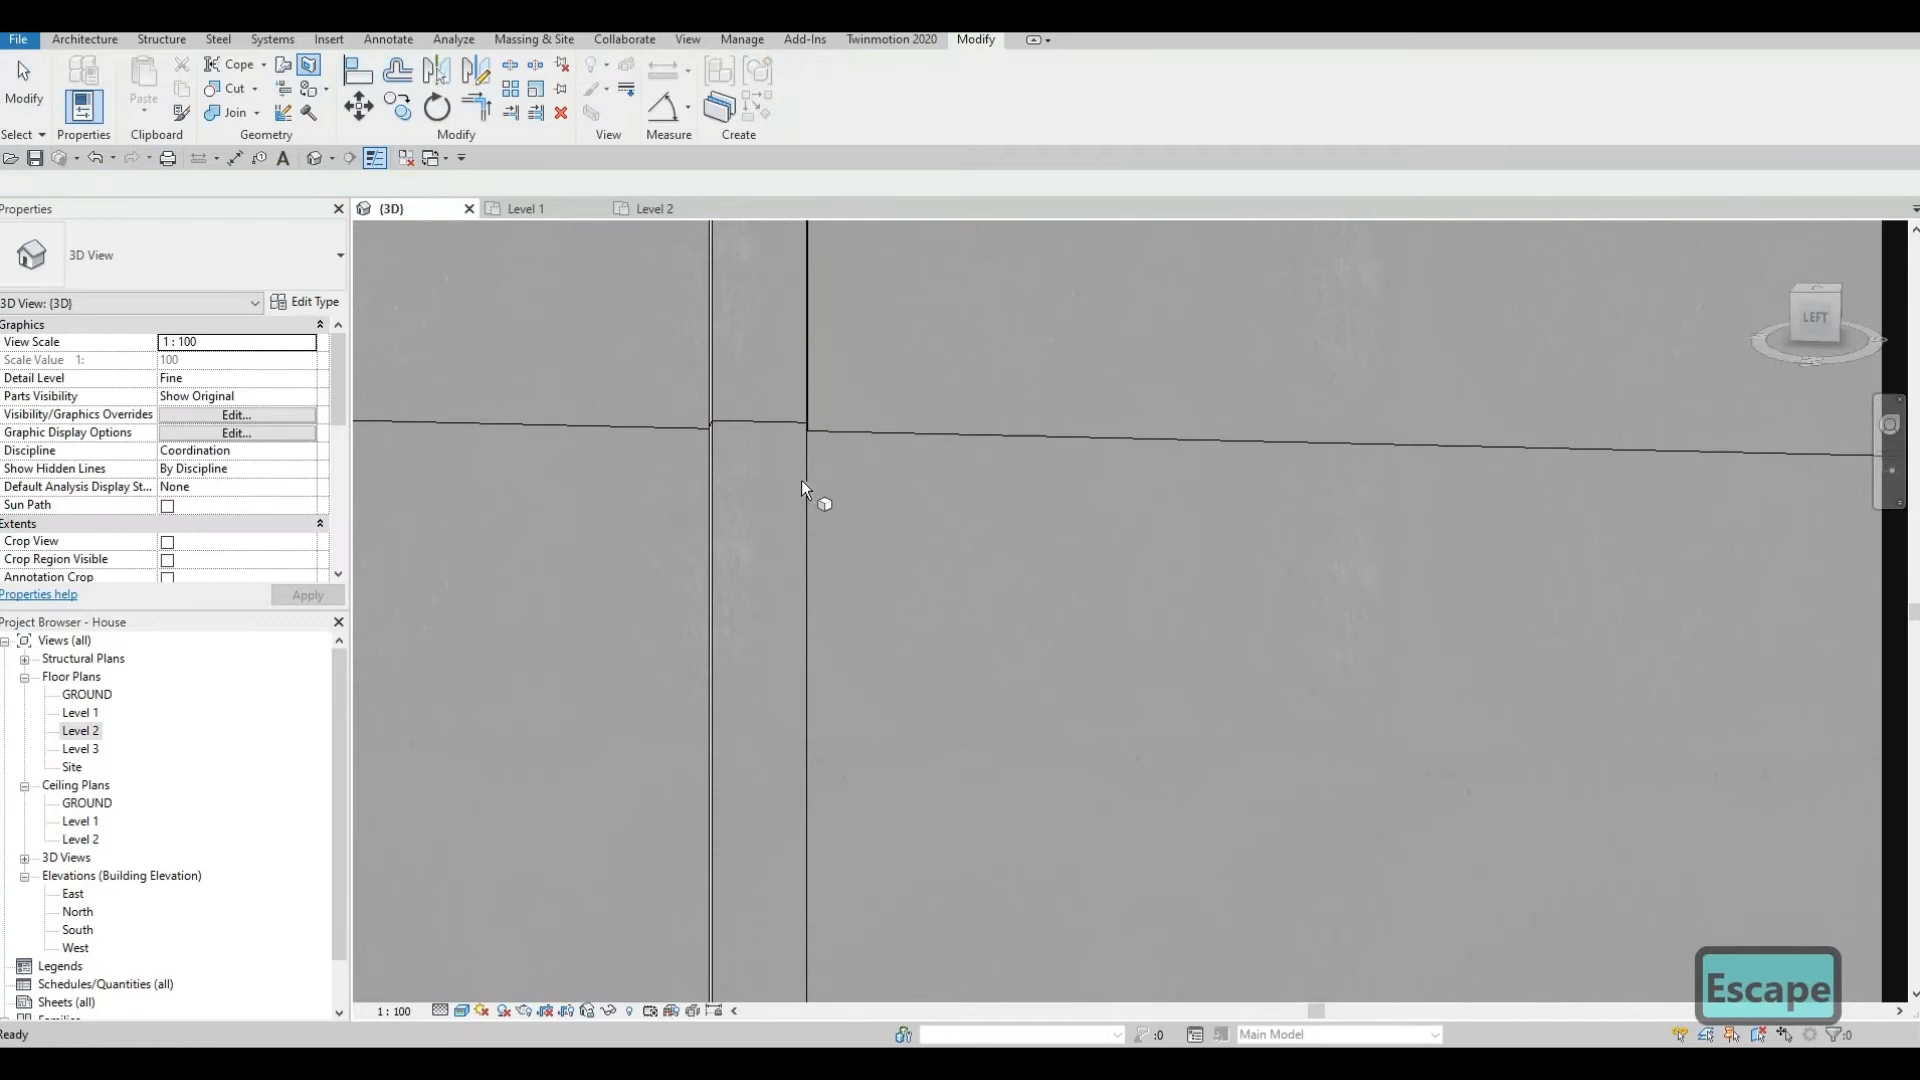 File Architecture Structure Steel Systems Insert Annotate Analyze Massing & Site Collaborate View Manage Add-Ins Twinmotion 2020 Modify
Modify
Paste
Cope
Cut
Join
Select Properties Clipboard Geometry Modify View Measure Create
A
Properties
{3D} Level 1 Level 2
3D View
3D View: {3D} Edit Type
Graphics
View Scale 1 : 100
Scale Value 1: 100
Detail Level Fine
Parts Visibility Show Original
Visibility/Graphics Overrides Edit...
Graphic Display Options Edit...
Discipline Coordination
Show Hidden Lines By Discipline
Default Analysis Display St... None
Sun Path
Extents
Crop View
Crop Region Visible
Annotation Crop
Properties help Apply
LEFT
Project Browser - House
Views (all)
Structural Plans
Floor Plans
GROUND
Level 1
Level 2
Level 3
Site
Ceiling Plans
GROUND
Level 1
Level 2
3D Views
Elevations (Building Elevation)
East
North
South
West
Legends
Schedules/Quantities (all)
Sheets (all)
1 : 100
Escape
Ready :0 Main Model :0